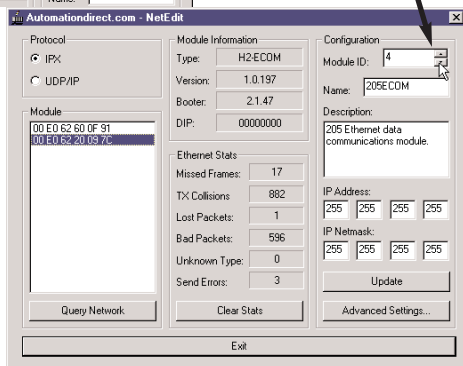 Name:
Automationdirect.com - NetEdit
Protocol
IPX
UDP/IP
Module
00 E0 62 60 0F 91
00 E0 62 20 09 7C
Query Network
Module Information
Type: H2-ECOM
Version: 1.0.197
Booter: 2.1.47
DIP: 00000000
Ethernet Stats
Missed Frames: 17
TX Collisions 882
Lost Packets: 1
Bad Packets: 596
Unknown Type: 0
Send Errors: 3
Clear Stats
Configuration
Module ID: 4
Name: 205ECOM
Description:
205 Ethernet data
communications module.
IP Address:
255 255 255 255
IP Netmask:
255 255 255 255
Update
Advanced Settings...
Exit